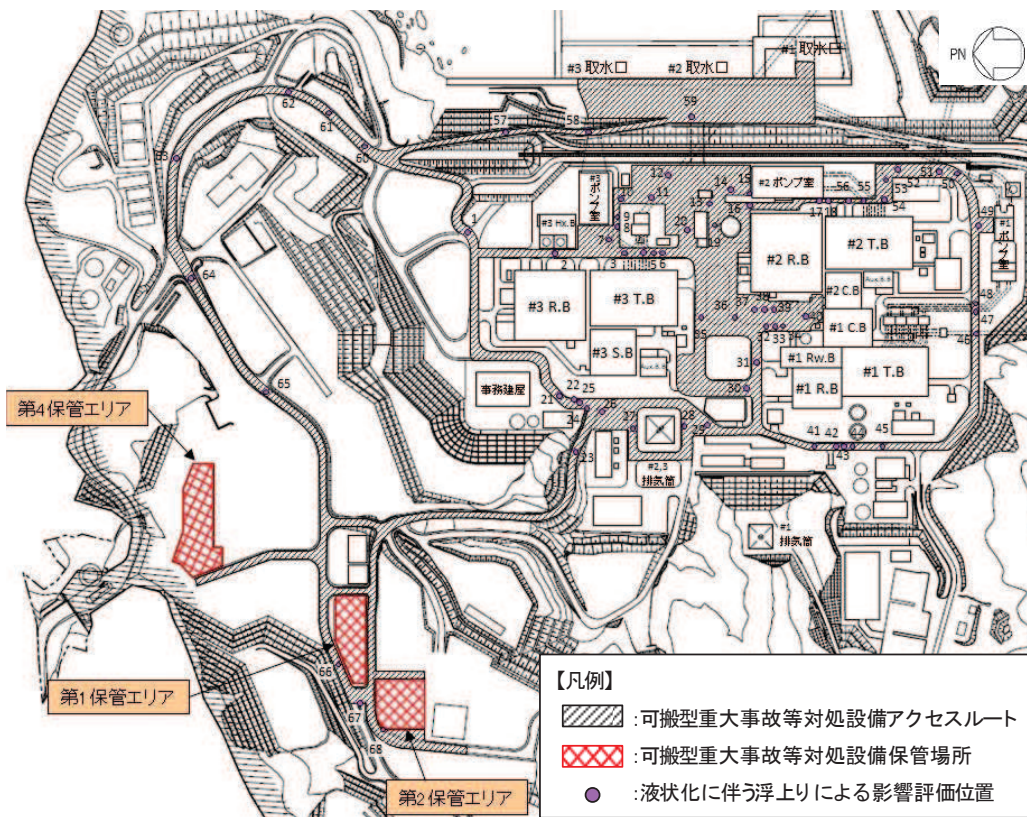 #1 取水口
#3 取水口
#2 取水口
PN
62
61
63
60
57
58
59
1
64
65
#3 ポンプ室
#3 Hx.B
12
11
10
9
8
7
14
15
13
16
20
19
#2 ポンプ室
17
18
56
55
53
52
51
50
54
49
#1 ポンプ室
2
3
5
6
#2 R.B
#2 T.B
#2 C.B
#3 R.B
#3 T.B
#3 S.B
36
37
38
39
40
35
32
33
34
31
30
48
47
46
#1 C.B
#1 Rw.B
#1 T.B
#1 R.B
事務建屋
21
22
25
24
26
27
28
29
23
41
42
43
44
45
#2,3
排気筒
#1
排気筒
第4保管エリア
第1保管エリア
第2保管エリア
66
67
68
【凡例】
:可搬型重大事故等対処設備アクセスルート
:可搬型重大事故等対処設備保管場所
:液状化に伴う浮上りによる影響評価位置